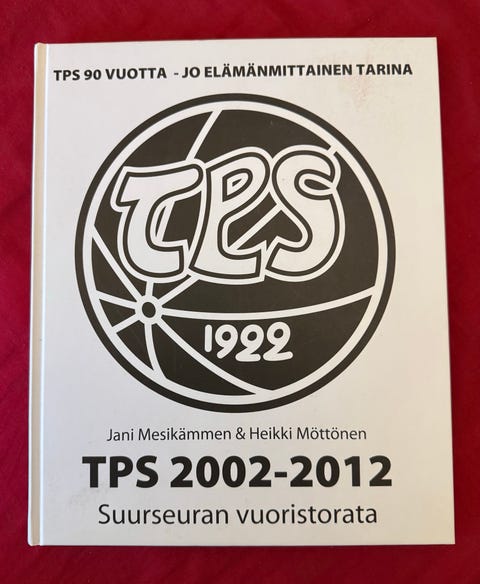 TPS 90 VUOTTA - JO ELÄMÄNMITTAINEN TARINA
TPS
1922
Jani Mesikämmen & Heikki Möttönen
TPS 2002-2012
Suurseuran vuoristorata